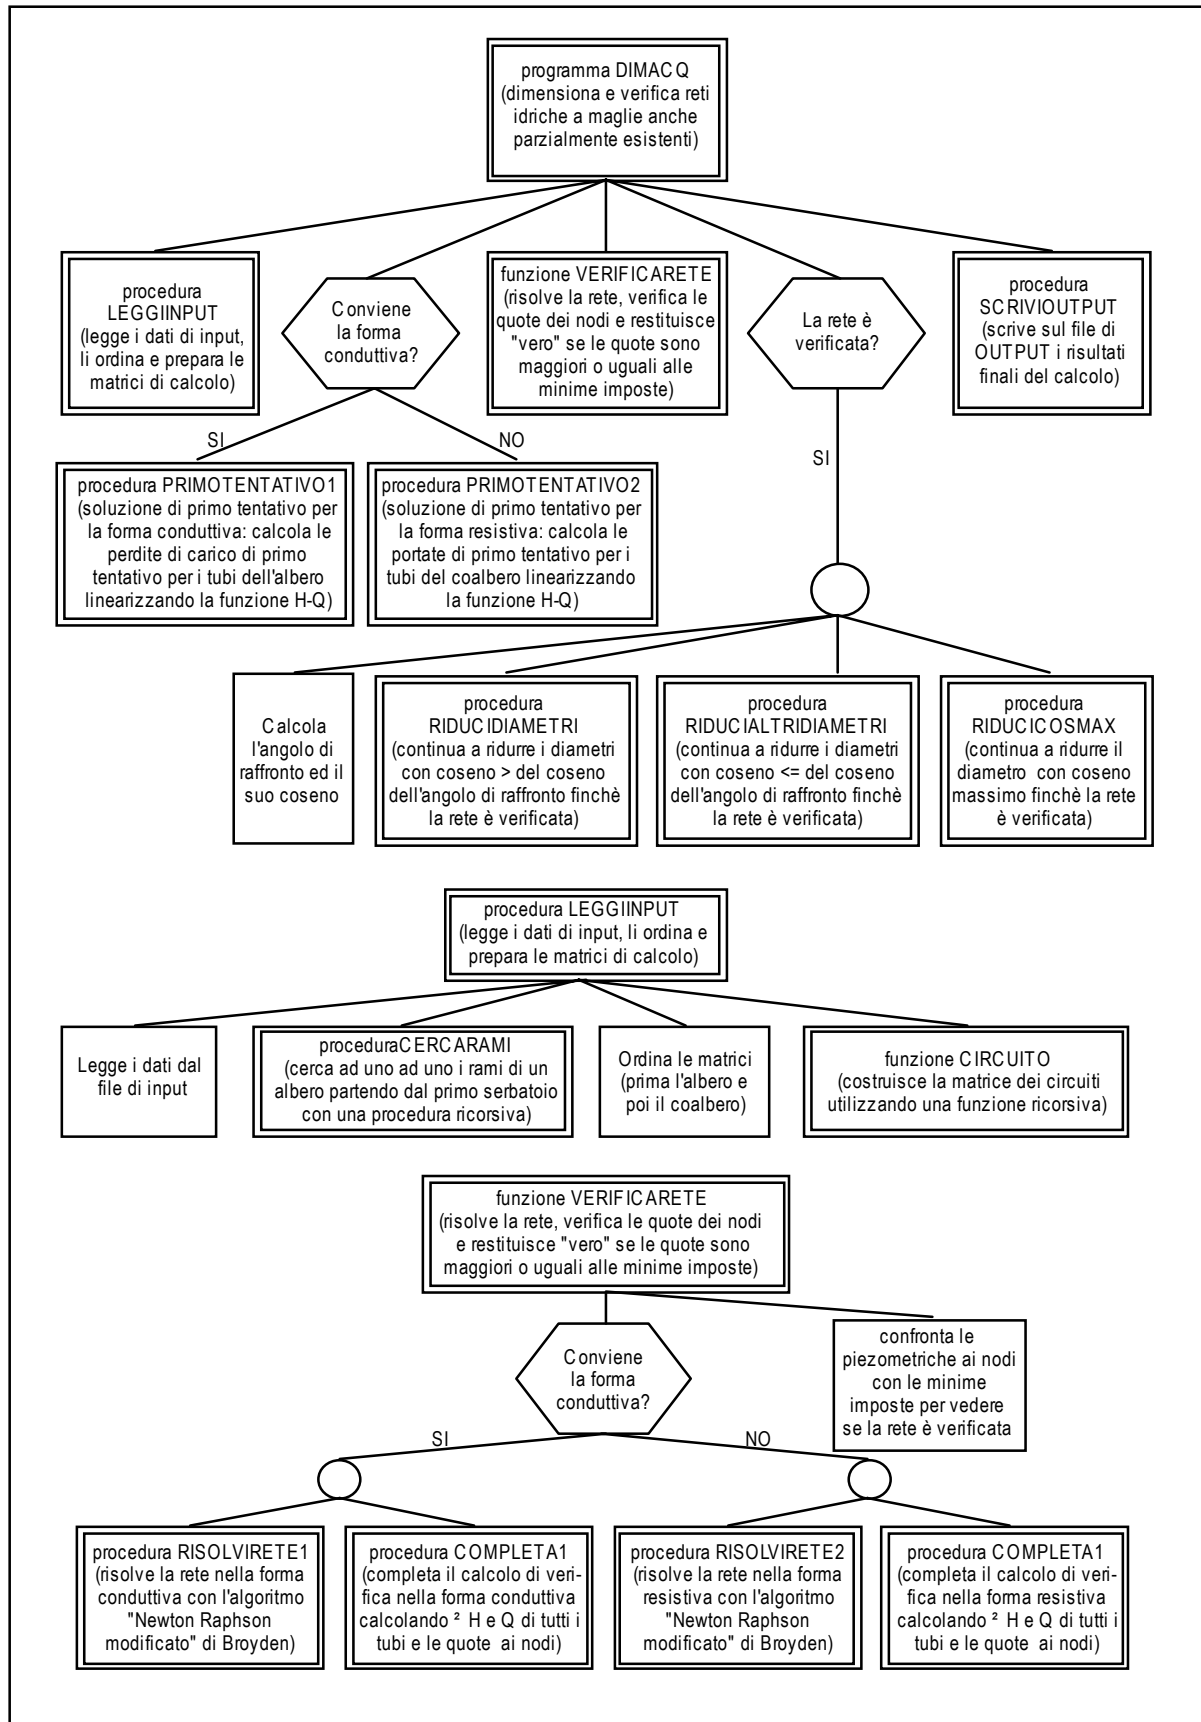 programma DIMACQ
(dimensiona e verifica reti
idriche a maglie anche
parzialmente esistenti)
procedura
LEGGIINPUT
(legge i dati di input,
li ordina e prepara le
matrici di calcolo)
Conviene
la forma
conduttiva?
funzione VERIFICARETE
(risolve la rete, verifica le
quote dei nodi e restituisce
"vero" se le quote sono
maggiori o uguali alle
minime imposte)
La rete è
verificata?
procedura
SCRIVIOUTPUT
(scrive sul file di
OUTPUT i risultati
finali del calcolo)
SI
NO
SI
procedura PRIMOTENTATIVO1
(soluzione di primo tentativo per
la forma conduttiva: calcola le
perdite di carico di primo
tentativo per i tubi dell'albero
linearizzando la funzione H-Q)
procedura PRIMOTENTATIVO2
(soluzione di primo tentativo per
la forma resistiva: calcola le
portate di primo tentativo per i
tubi del coalbero linearizzando
la funzione H-Q)
Calcola
l'angolo di
raffronto ed il
suo coseno
procedura
RIDUCIDIAMETRI
(continua a ridurre i diametri
con coseno > del coseno
dell'angolo di raffronto finchè
la rete è verificata)
procedura
RIDUCIALTRIDIAMETRI
(continua a ridurre i diametri
con coseno <= del coseno
dell'angolo di raffronto finchè
la rete è verificata)
procedura
RIDUCICOSMAX
(continua a ridurre il
diametro con coseno
massimo finchè la rete
è verificata)
procedura LEGGIINPUT
(legge i dati di input, li ordina e
prepara le matrici di calcolo)
Legge i dati dal
file di input
proceduraCERCARAMI
(cerca ad uno ad uno i rami di un
albero partendo dal primo serbatoio
con una procedura ricorsiva)
Ordina le matrici
(prima l'albero e
poi il coalbero)
funzione CIRCUITO
(costruisce la matrice dei circuiti
utilizzando una funzione ricorsiva)
funzione VERIFICARETE
(risolve la rete, verifica le quote dei nodi
e restituisce "vero" se le quote sono
maggiori o uguali alle minime imposte)
Conviene
la forma
conduttiva?
confronta le
piezometriche ai nodi
con le minime
imposte per vedere
se la rete è verificata
SI
NO
procedura RISOLVIRETE1
(risolve la rete nella forma
conduttiva con l'algoritmo
"Newton Raphson
modificato" di Broyden)
procedura COMPLETA1
(completa il calcolo di veri-
fica nella forma conduttiva
calcolando ² H e Q di tutti i
tubi e le quote ai nodi)
procedura RISOLVIRETE2
(risolve la rete nella forma
resistiva con l'algoritmo
"Newton Raphson
modificato" di Broyden)
procedura COMPLETA1
(completa il calcolo di veri-
fica nella forma resistiva
calcolando ² H e Q di tutti i
tubi e le quote ai nodi)